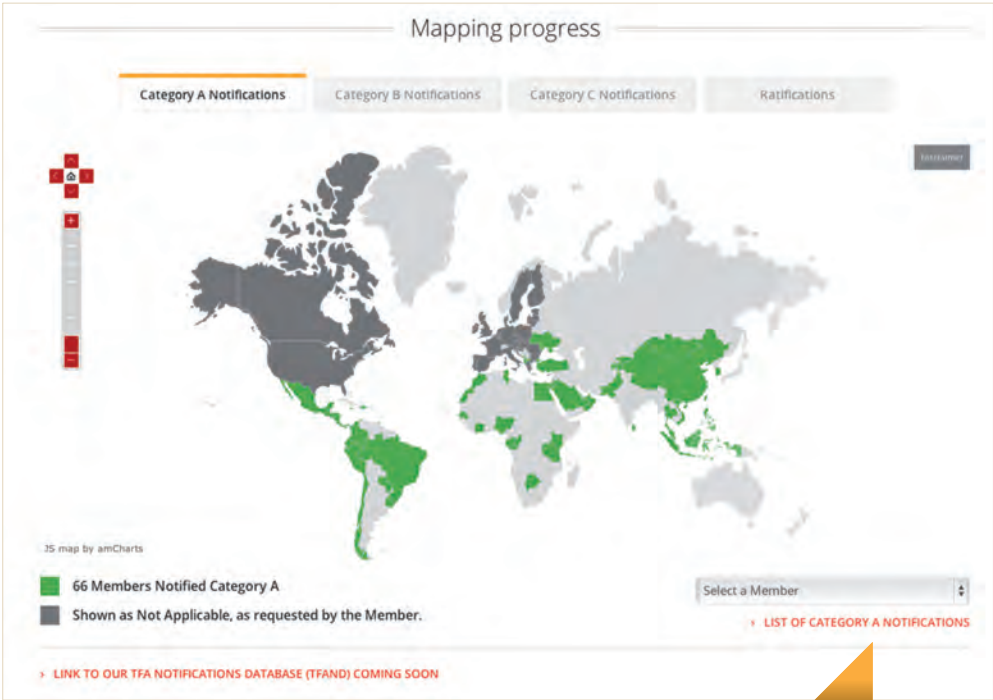 Mapping progress
Category A Notifications
Category B Notifications
Category C Notifications
Ratifications
Disclaimer
JS map by amCharts
66 Members Notified Category A
Shown as Not Applicable, as requested by the Member.
Select a Member
› LIST OF CATEGORY A NOTIFICATIONS
› LINK TO OUR TFA NOTIFICATIONS DATABASE (TFAND) COMING SOON